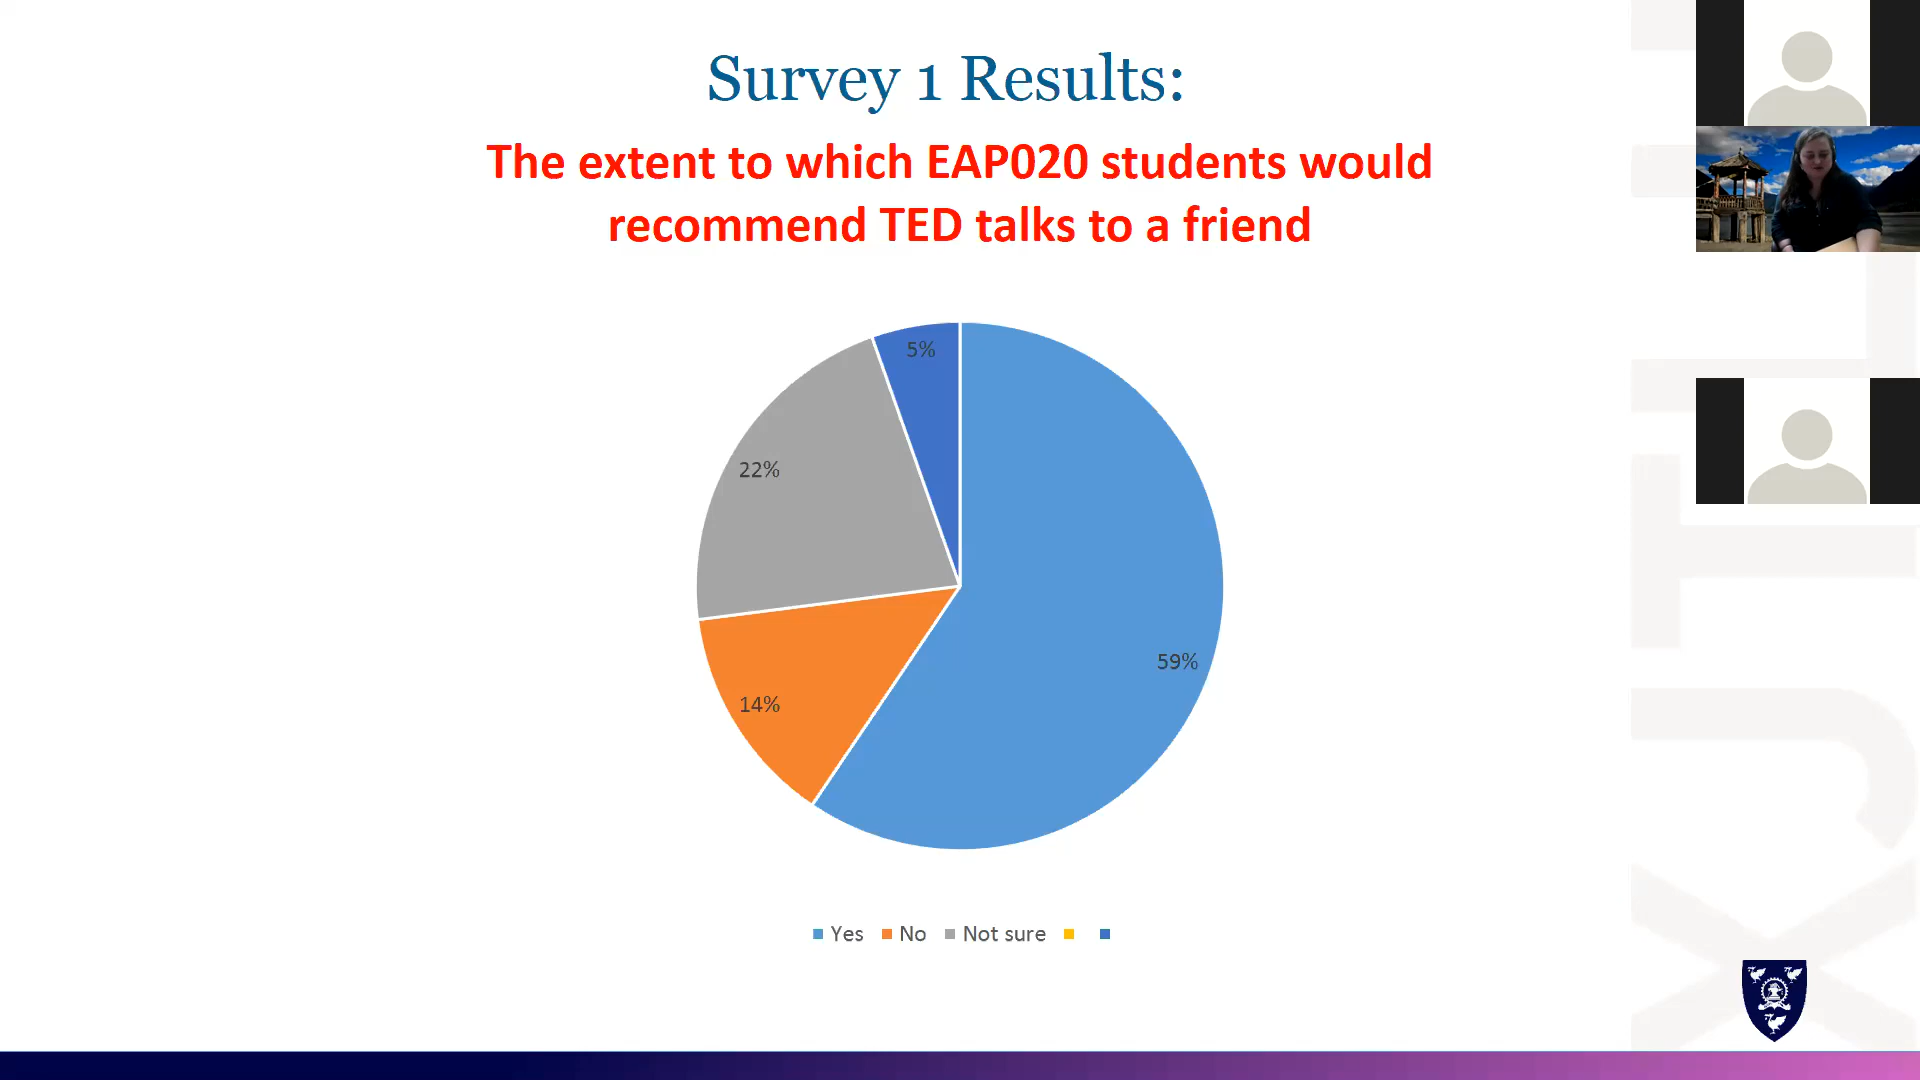 Survey 1 Results:
The extent to which EAP020 students would
recommend TED talks to a friend
5%
22%
59%
14%
Yes No Not sure
XJTLU